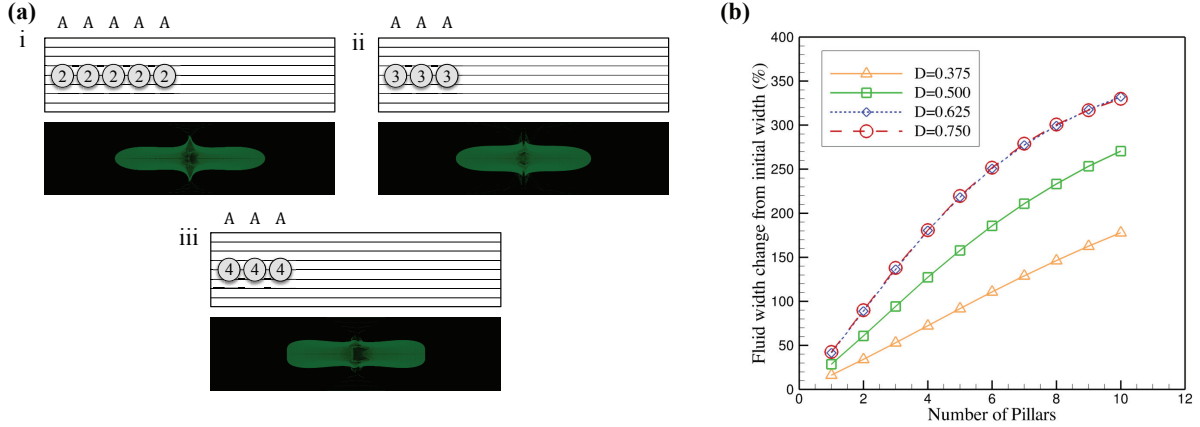 (a)
A A A A A
i
2 2 2 2 2
A A A
ii
3 3 3
A A A
iii
4 4 4
(b)
Fluid width change from initial width (%)
400
350
300
250
200
150
100
50
0
D=0.375
D=0.500
D=0.625
D=0.750
0 2 4 6 8 10 12
Number of Pillars